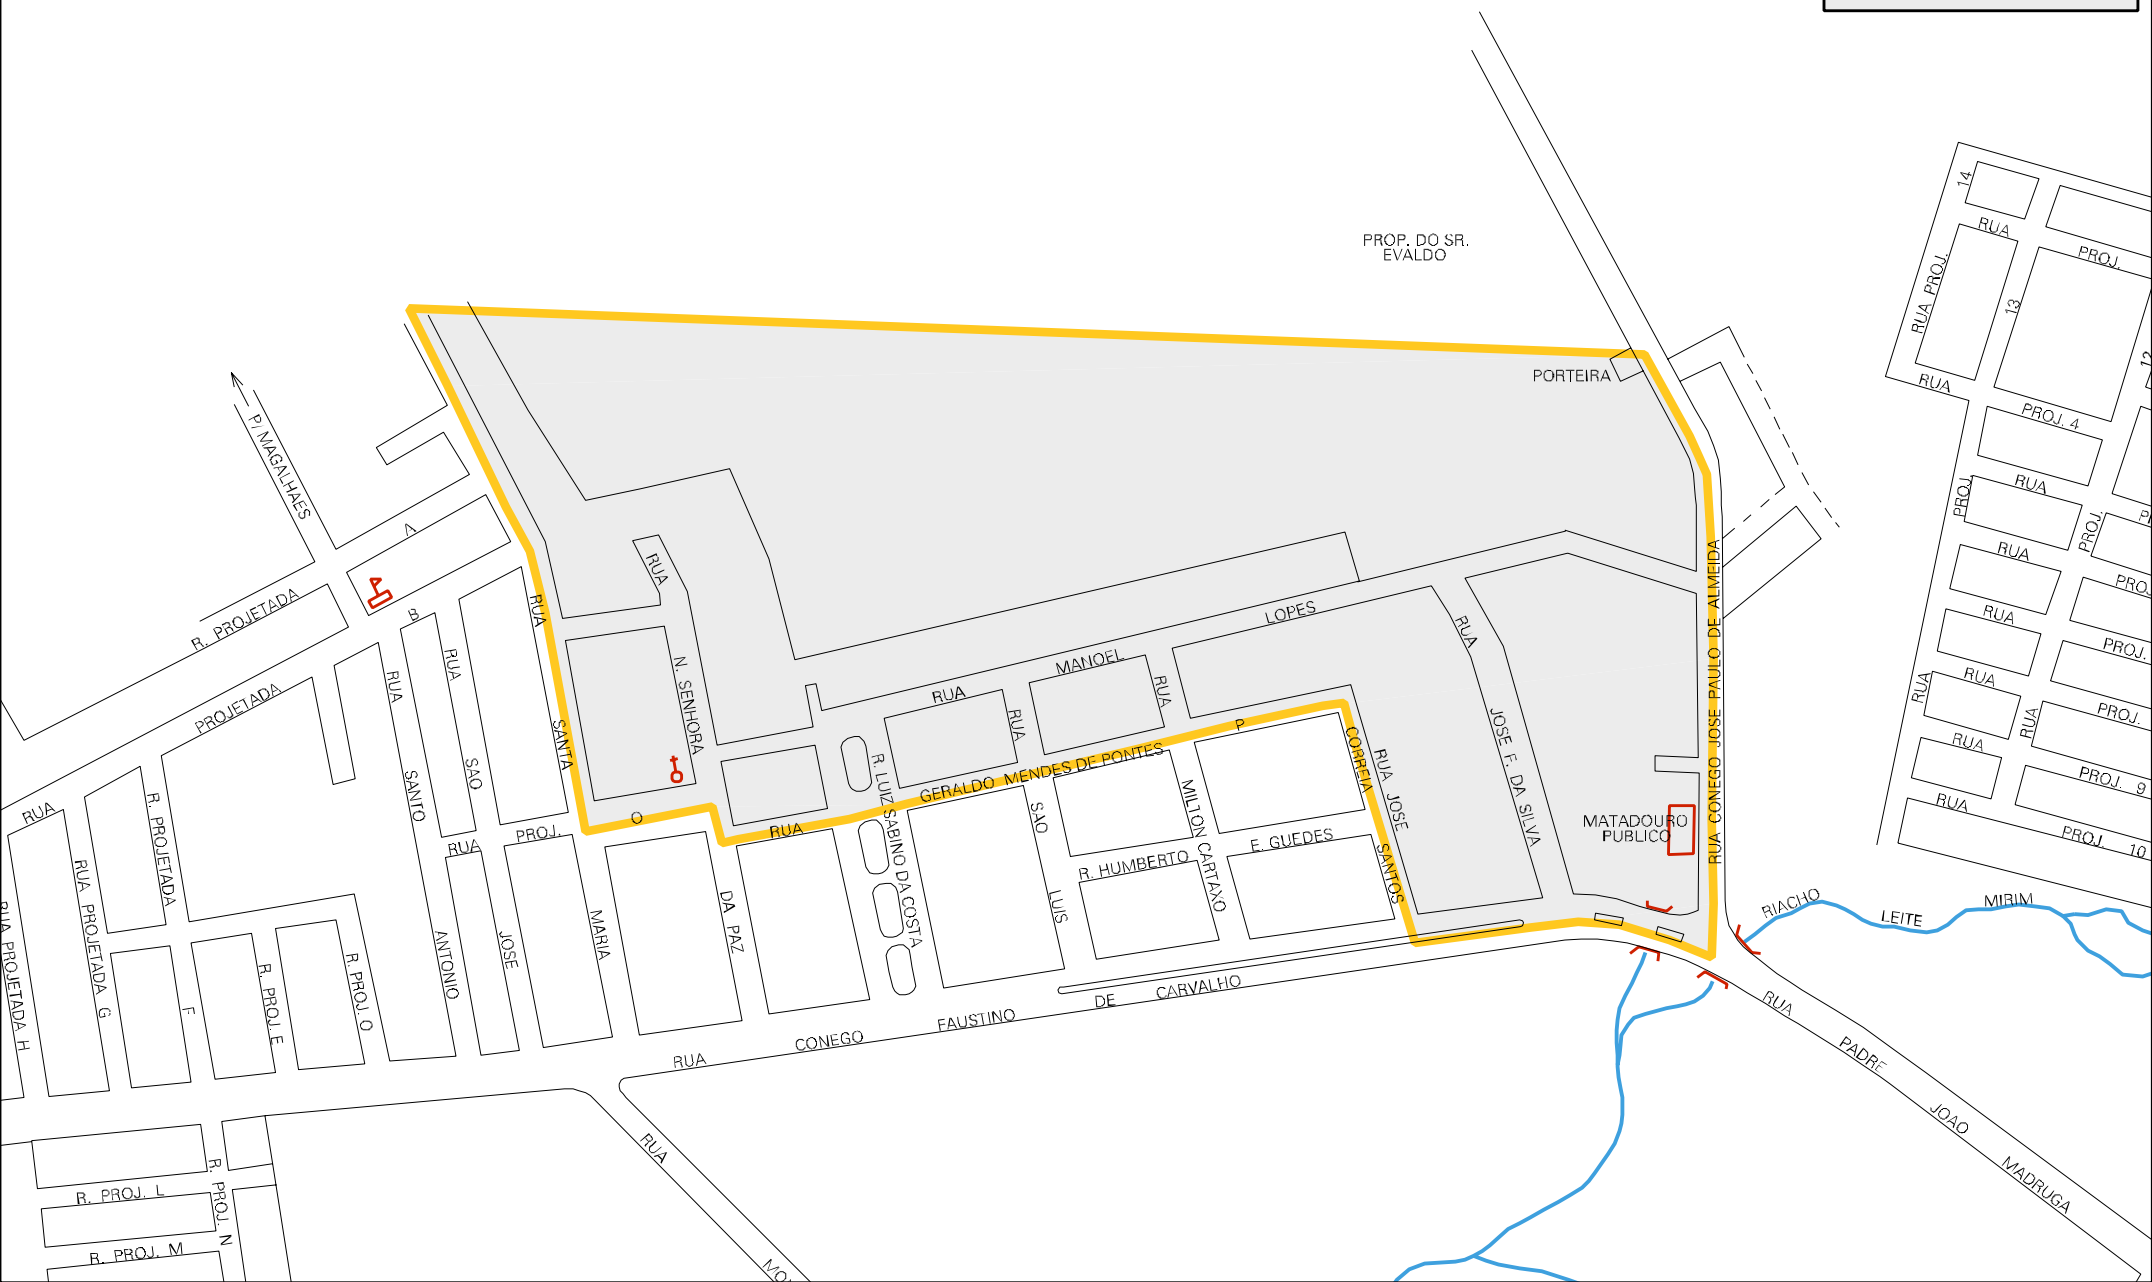 PROP. DO SR.
EVALDO
PORTEIRA
P/ MAGALHAES
A
B
R. PROJETADA
PROJETADA
RUA
R. PROJETADA
RUA PROJETADA G
RUA PROJETADA H
F
R. PROJ. E
R. PROJ. O
RUA SANTO ANTONIO
RUA SAO JOSE
RUA SANTA MARIA
RUA PROJ. O
RUA N. SENHORA DA PAZ
R. LUIZ SABINO DA COSTA
RUA MANOEL LOPES
RUA GERALDO MENDES DE PONTES
P
RUA SAO LUIS
RUA MILTON CARTAXO
R. HUMBERTO E. GUEDES
RUA JOSE
CORREIA SANTOS
RUA JOSE F. DA SILVA
MATADOURO
PUBLICO
RUA CONEGO JOSE PAULO DE ALMEIDA
RUA CONEGO FAUSTINO DE CARVALHO
RIACHO LEITE MIRIM
RUA PADRE JOAO MADRUGA
RUA
R. PROJ. L
R. PROJ. M
R. PROJ. N
14
RUA
PROJ.
RUA PROJ.
13
12
RUA
PROJ. 4
PROJ.
RUA
PROJ.
RUA
RUA
PROJ.
RUA
RUA
PROJ.
RUA
RUA
PROJ. 9
RUA
PROJ. 10